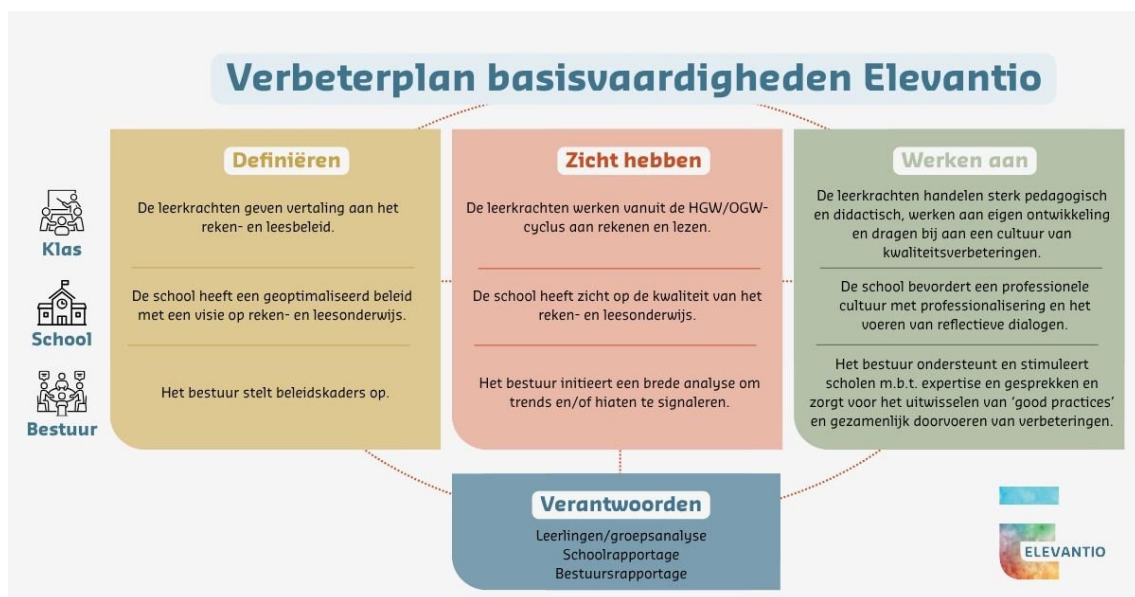 Verbeterplan basisvaardigheden Elevantio
Definiëren
Zicht hebben
Werken aan
Klas
De leerkrachten geven vertaling aan het
reken- en leesbeleid.
De leerkrachten werken vanuit de HGW/OGW-
cyclus aan rekenen en lezen.
De leerkrachten handelen sterk pedagogisch
en didactisch, werken aan eigen ontwikkeling
en dragen bij aan een cultuur van
kwaliteitsverbeteringen.
School
De school heeft een geoptimaliseerd beleid
met een visie op reken- en leesonderwijs.
De school heeft zicht op de kwaliteit van het
reken- en leesonderwijs.
De school bevordert een professionele
cultuur met professionalisering en het
voeren van reflectieve dialogen.
Bestuur
Het bestuur stelt beleidskaders op.
Het bestuur initieert een brede analyse om
trends en/of hiaten te signaleren.
Het bestuur ondersteunt en stimuleert
scholen m.b.t. expertise en gesprekken en
zorgt voor het uitwisselen van ‘good practices’
en gezamenlijk doorvoeren van verbeteringen.
Verantwoorden
Leerlingen/groepsanalyse
Schoolrapportage
Bestuursrapportage
ELEVANTIO